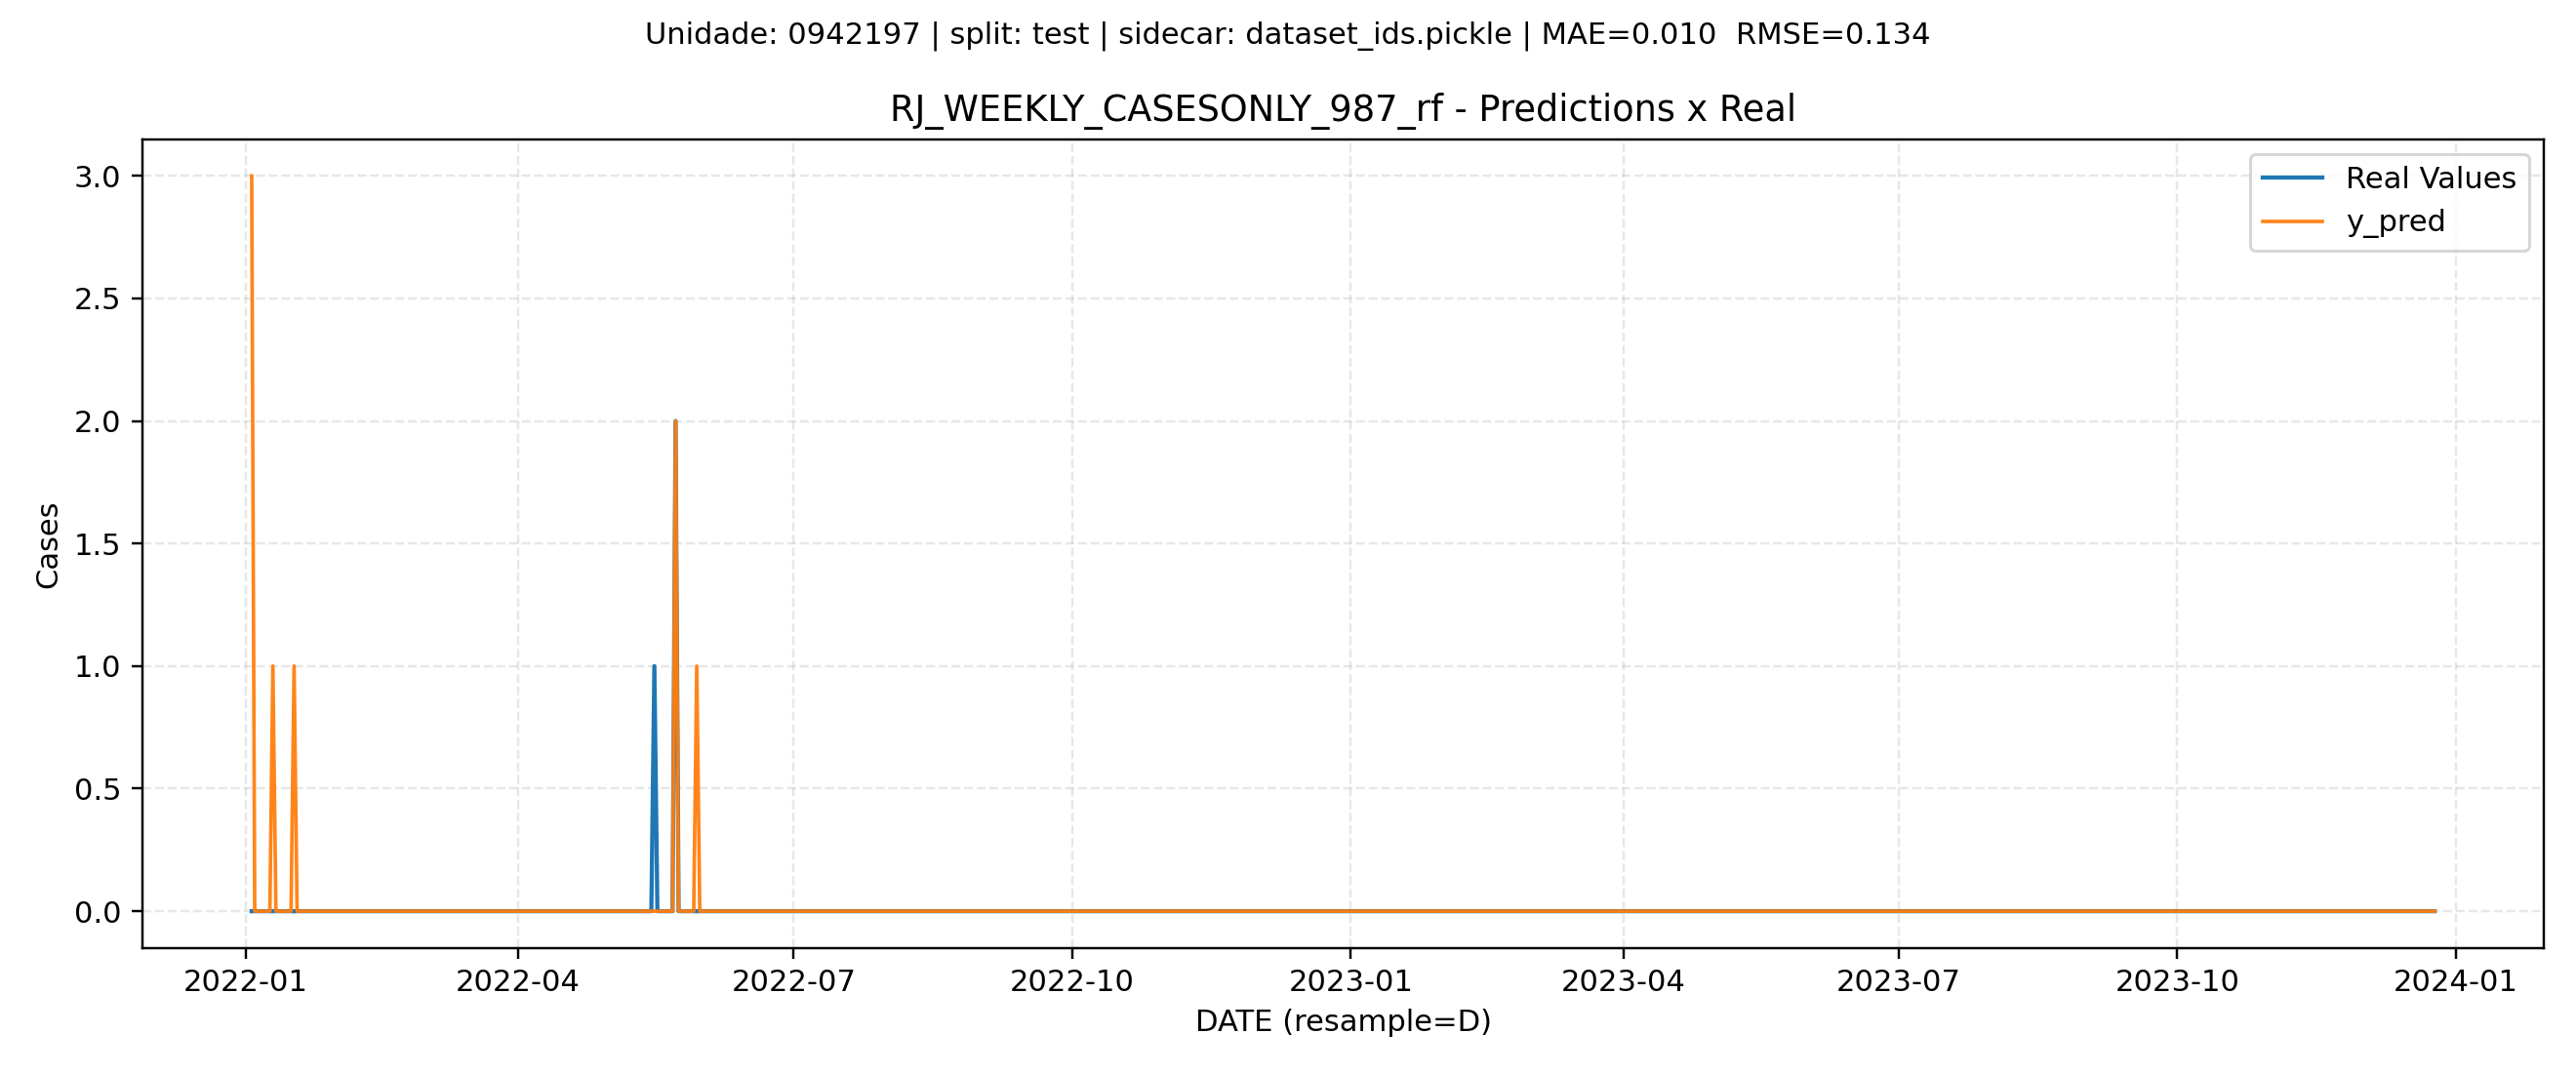 Unidade: 0942197 | split: test | sidecar: dataset_ids.pickle | MAE=0.010  RMSE=0.134
RJ_WEEKLY_CASESONLY_987_rf - Predictions x Real
Real Values
y_pred
Cases
3.0
2.5
2.0
1.5
1.0
0.5
0.0
2022-01 2022-04 2022-07 2022-10 2023-01 2023-04 2023-07 2023-10 2024-01
DATE (resample=D)